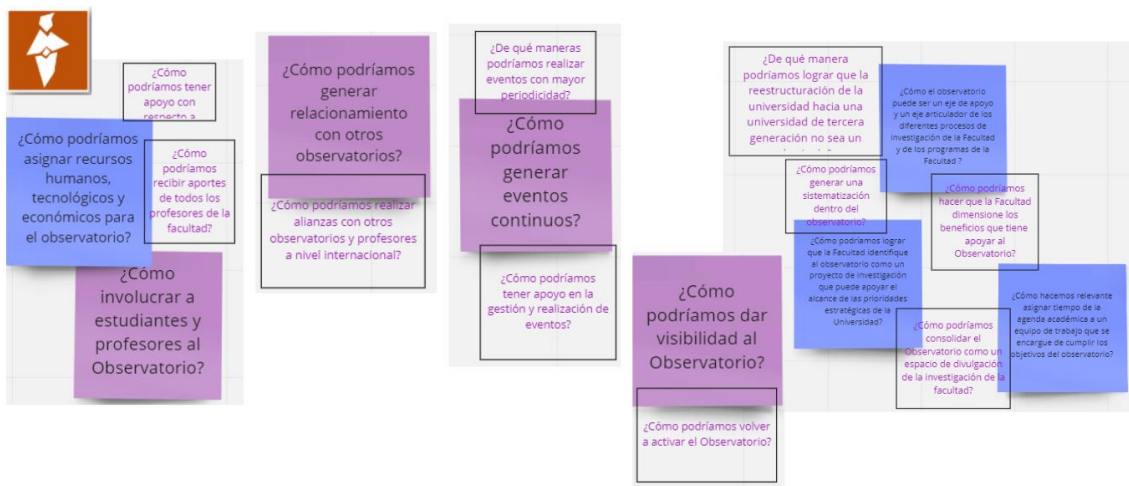 ¿Cómo
podríamos tener
apoyo con
respecto a
¿Cómo podríamos
asignar recursos
humanos,
tecnológicos y
económicos para
el observatorio?
¿Cómo
podríamos
recibir aportes
de todos los
profesores de la
facultad?
¿Cómo
involucrar a
estudiantes y
profesores al
Observatorio?
¿Cómo podríamos
generar
relacionamiento
con otros
observatorios?
¿Cómo podríamos realizar
alianzas con otros
observatorios y profesores
a nivel internacional?
¿De qué maneras
podríamos realizar
eventos con mayor
periodicidad?
¿Cómo
podríamos
generar
eventos
continuos?
¿Cómo podríamos
tener apoyo en la
gestión y realización de
eventos?
¿Cómo
podríamos dar
visibilidad al
Observatorio?
¿Cómo podríamos volver
a activar el Observatorio?
¿De qué manera
podríamos lograr que la
reestructuración de la
universidad hacia una
universidad de tercera
generación no sea un
¿Cómo el observatorio
puede ser un eje de apoyo
y un eje articulador de los
diferentes procesos de
investigación de la Facultad
y de los programas de la
Facultad ?
¿Cómo podríamos
generar una
sistematización
dentro del
observatorio?
¿Cómo podríamos
hacer que la Facultad
dimensione los
beneficios que tiene
apoyar al
Observatorio?
¿Cómo podríamos lograr
que la Facultad identifique
al observatorio como un
proyecto de investigación
que puede apoyar el
alcance de las prioridades
estratégicas de la
Universidad?
¿Cómo hacemos relevante
asignar tiempo de la
agenda académica a un
equipo de trabajo que se
encargue de cumplir los
objetivos del observatorio?
¿Cómo podríamos
consolidar el
Observatorio como un
espacio de divulgación
de la investigación de la
facultad?